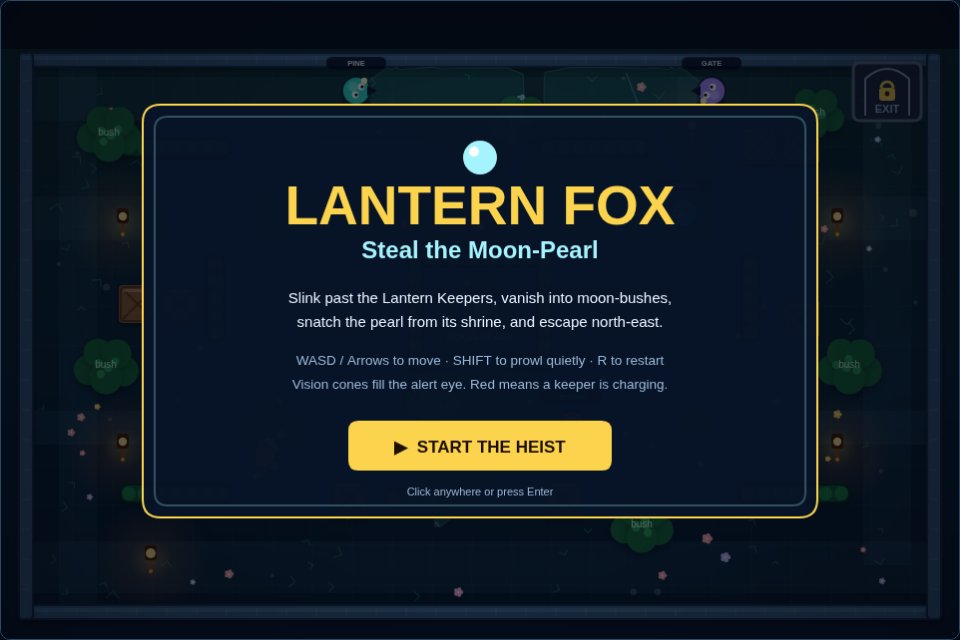 PINE
GATE
EXIT
bush
bush
LANTERN FOX
Steal the Moon-Pearl
Slink past the Lantern Keepers, vanish into moon-bushes,
snatch the pearl from its shrine, and escape north-east.
WASD / Arrows to move · SHIFT to prowl quietly · R to restart
Vision cones fill the alert eye. Red means a keeper is charging.
bush
bush
▶ START THE HEIST
Click anywhere or press Enter
bush